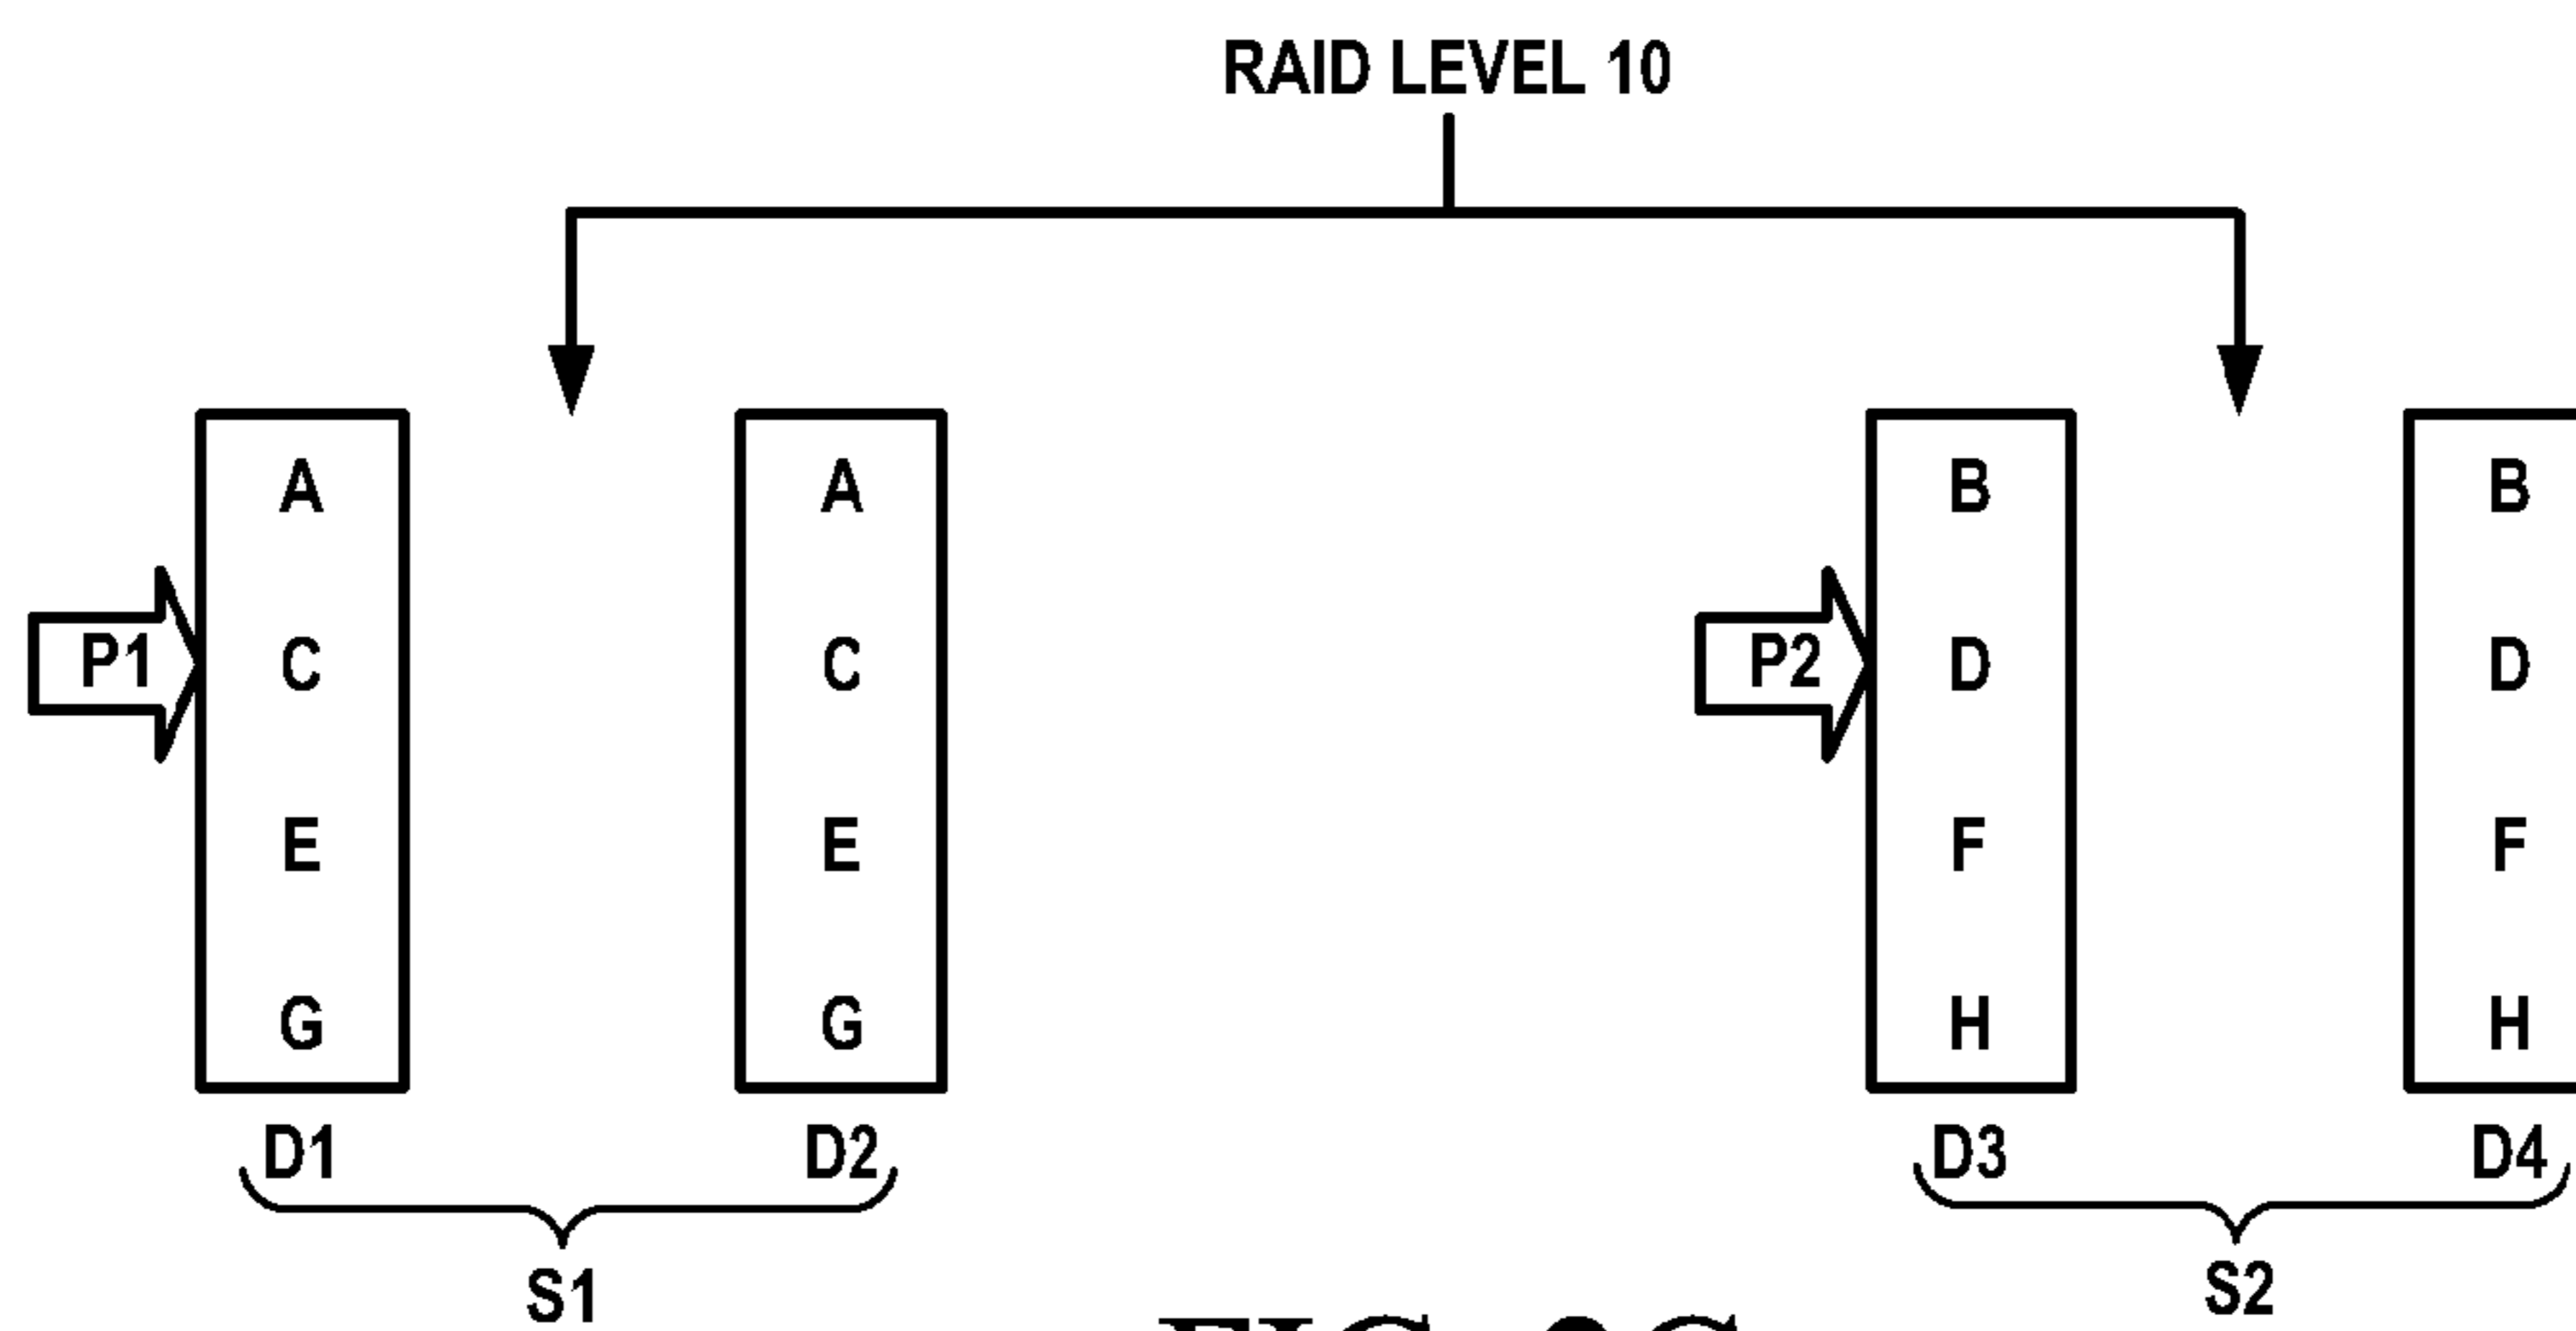 RAID LEVEL 10
A A B B
P1 C C P2 D D
E E F F
G G H H
D1 D2 D3 D4
S1 S2